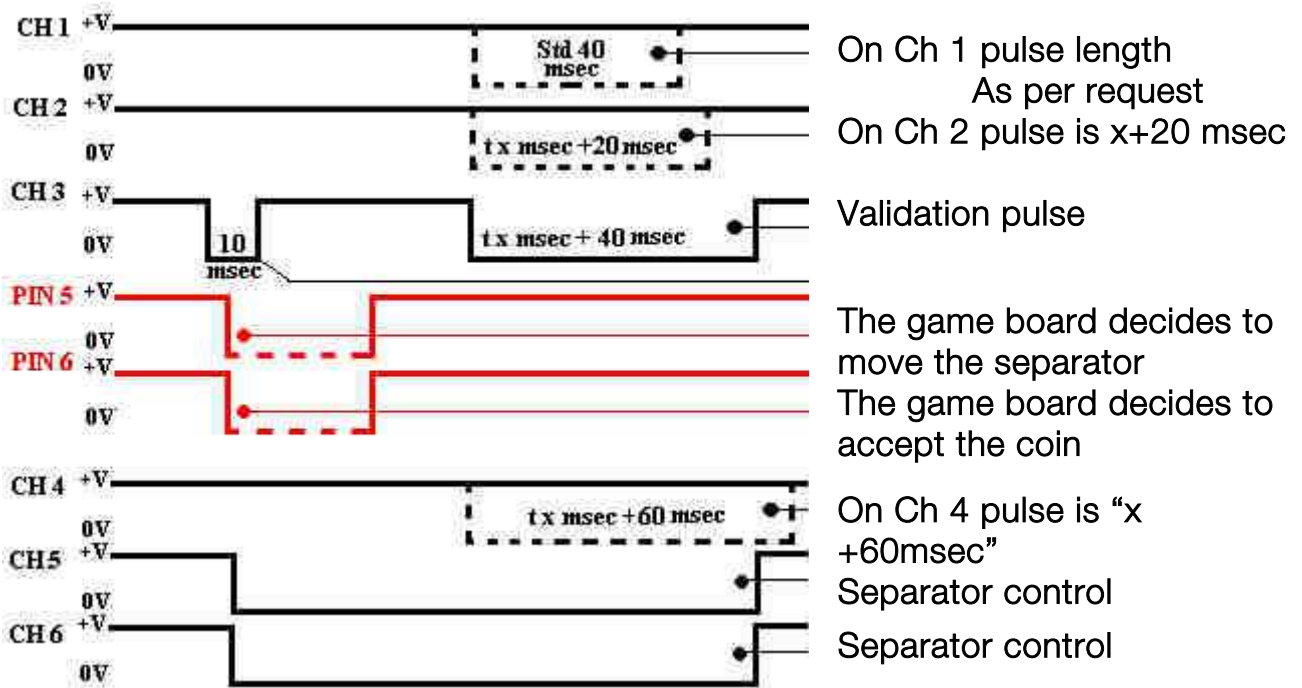 CH 1 +V
Std 40 msec
0V
On Ch 1 pulse length
As per request
CH 2 +V
t x msec +20 msec
0V
On Ch 2 pulse is x+20 msec
CH 3 +V
0V
10 msec
t x msec + 40 msec
Validation pulse
PIN 5 +V
0V
The game board decides to
move the separator
PIN 6 +V
0V
The game board decides to
accept the coin
CH 4 +V
t x msec +60 msec
0V
On Ch 4 pulse is “x
+60msec”
CH5 +V
0V
Separator control
CH 6 +V
0V
Separator control